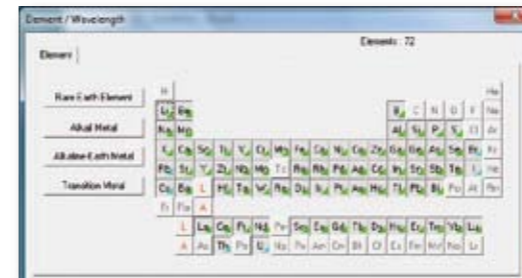 Element / Wavelength
Elements : 72
Element
Rare Earth Element
Alkali Metal
Alkaline-Earth Metal
Transition Metal
H He
Li Be B C N O F Ne
Na Mg Al Si P S Cl Ar
K Ca Sc Ti V Cr Mn Fe Co Ni Cu Zn Ga Ge As Se Br Kr
Rb Sr Y Zr Nb Mo Tc Ru Rh Pd Ag Cd In Sn Sb Te I Xe
Cs Ba L Hf Ta W Re Os Ir Pt Au Hg Tl Pb Bi Po At Rn
Fr Ra A
L La Ce Pr Nd Pm Sm Eu Gd Tb Dy Ho Er Tm Yb Lu
A Ac Th Pa U Np Pu Am Cm Bk Cf Es Fm Md No Lr